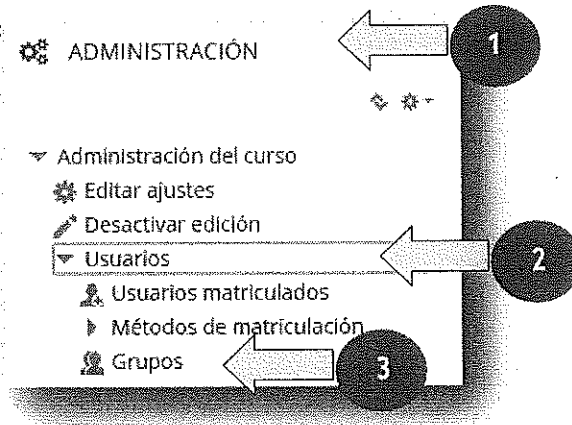 ADMINISTRACIÓN
1
Administración del curso
Editar ajustes
Desactivar edición
Usuarios
2
Usuarios matriculados
Métodos de matriculación
Grupos
3